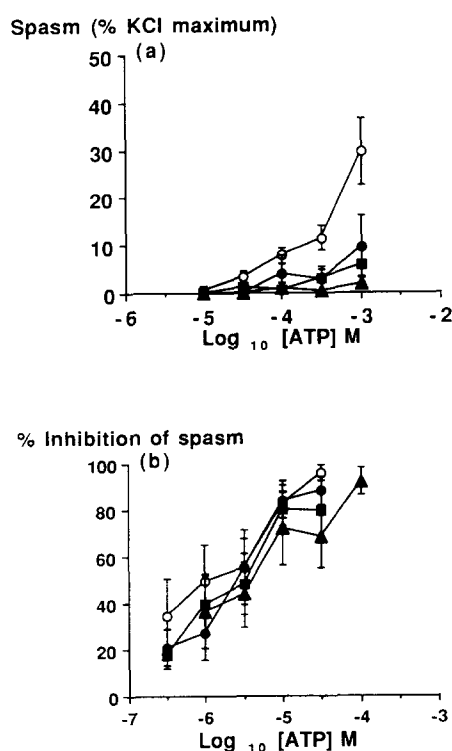 Spasm (% KCl maximum)
(a)
50
40
30
20
10
0
-6 -5 -4 -3 -2
Log 10 [ATP] M
% Inhibition of spasm
(b)
100
80
60
40
20
0
-7 -6 -5 -4 -3
Log 10 [ATP] M